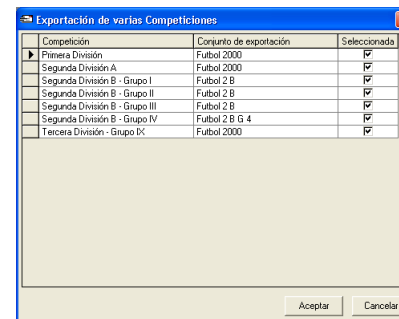 Exportación de varias Competiciones
Competición Conjunto de exportación Seleccionada
Primera División Futbol 2000
Segunda División A Futbol 2000
Segunda División B - Grupo I Futbol 2 B
Segunda División B - Grupo II Futbol 2 B
Segunda División B - Grupo III Futbol 2 B
Segunda División B - Grupo IV Futbol 2 B G 4
Tercera División - Grupo IX Futbol 2000
Aceptar Cancelar